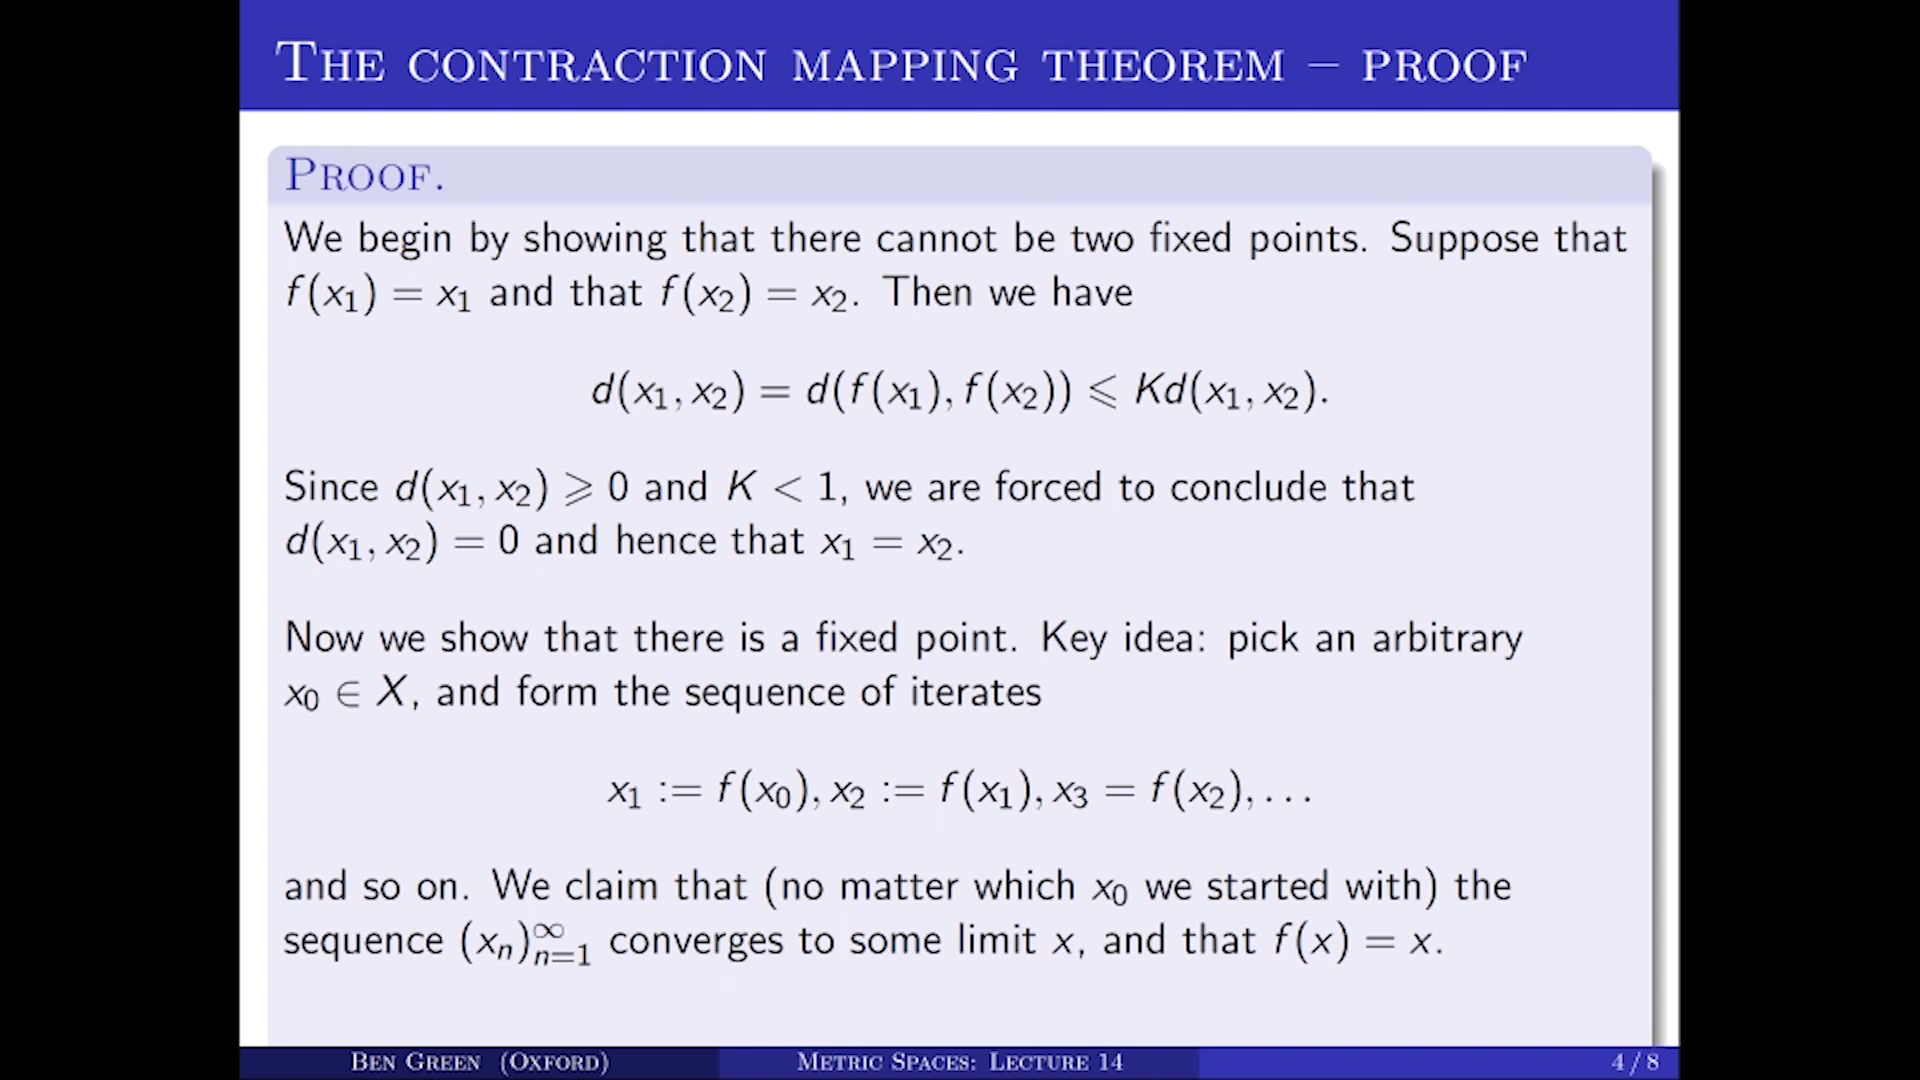 The contraction mapping theorem – proof
Proof.
We begin by showing that there cannot be two fixed points. Suppose that
f(x₁) = x₁ and that f(x₂) = x₂. Then we have
d(x₁, x₂) = d(f(x₁), f(x₂)) ⩽ Kd(x₁, x₂).
Since d(x₁, x₂) ⩾ 0 and K < 1, we are forced to conclude that
d(x₁, x₂) = 0 and hence that x₁ = x₂.
Now we show that there is a fixed point. Key idea: pick an arbitrary
x₀ ∈ X, and form the sequence of iterates
x₁ := f(x₀), x₂ := f(x₁), x₃ = f(x₂), . . .
and so on. We claim that (no matter which x₀ we started with) the
sequence (xₙ)ₙ₌₁^∞ converges to some limit x, and that f(x) = x.
Ben Green (Oxford) Metric Spaces: Lecture 14 4 / 8